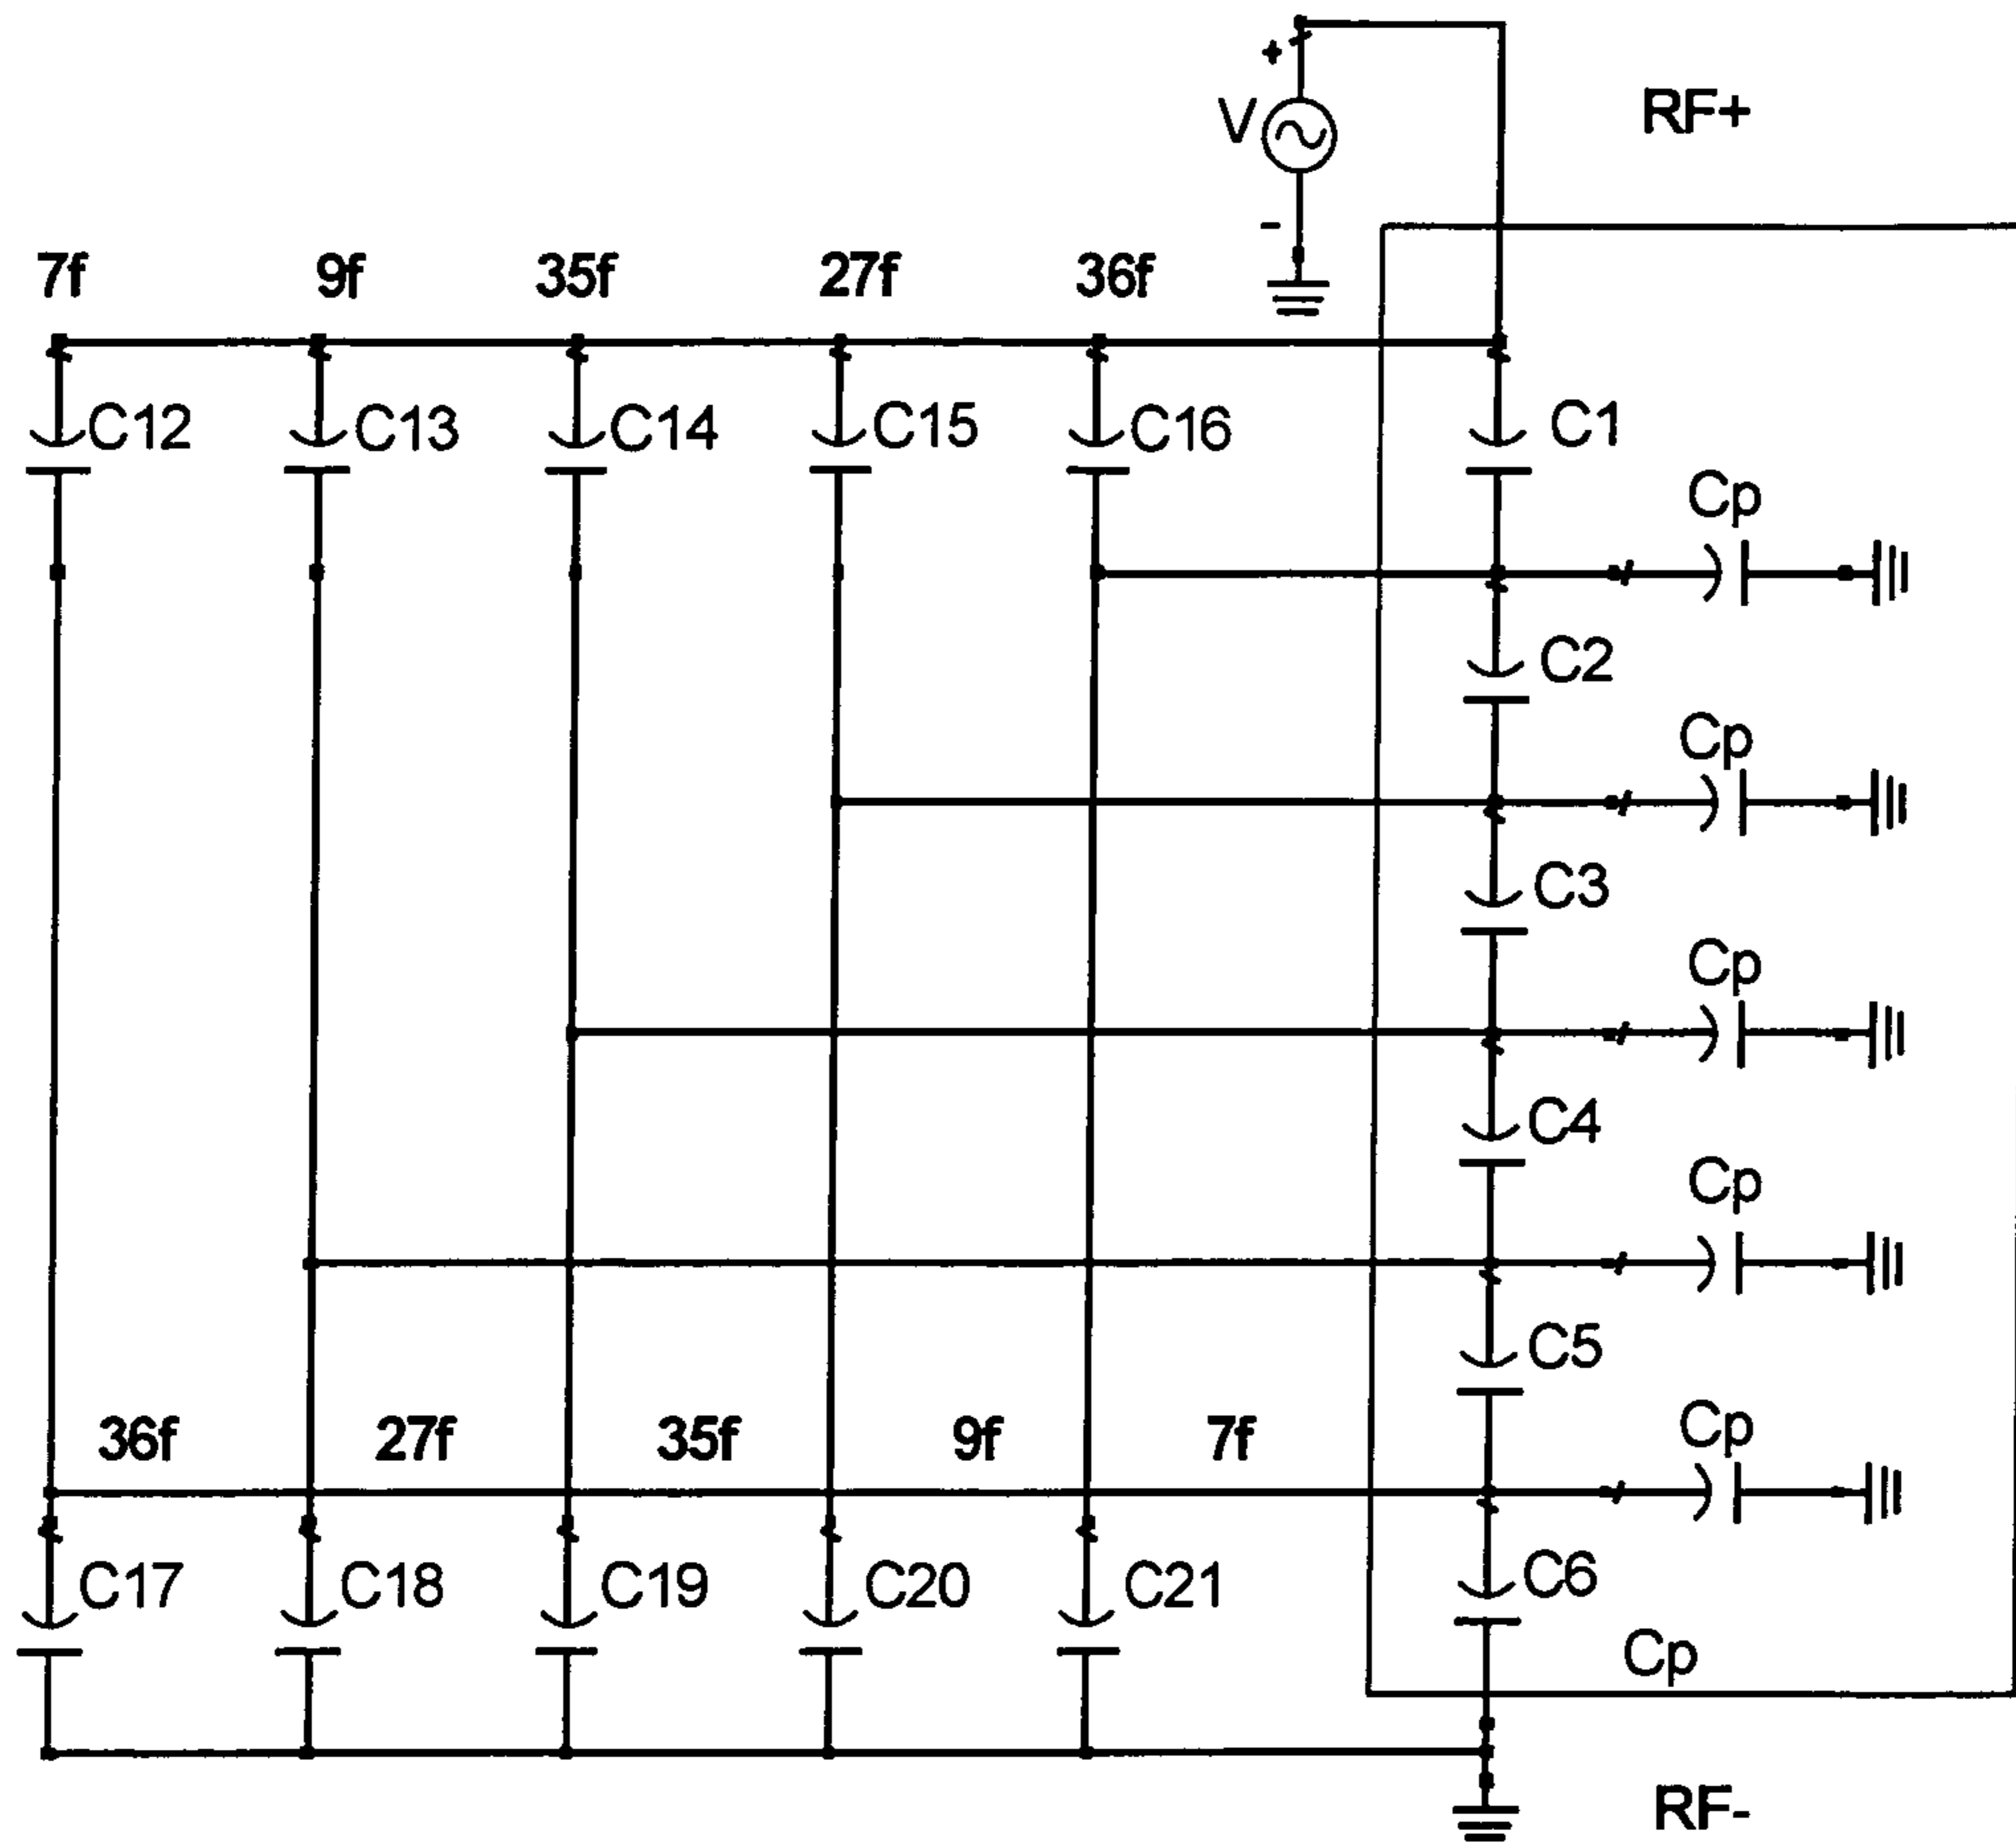 +
V
RF+
-
7f 9f 35f 27f 36f
C12 C13 C14 C15 C16 C1
Cp
C2
Cp
C3
Cp
C4
Cp
C5
36f 27f 35f 9f 7f Cp
C17 C18 C19 C20 C21 C6
Cp
RF-